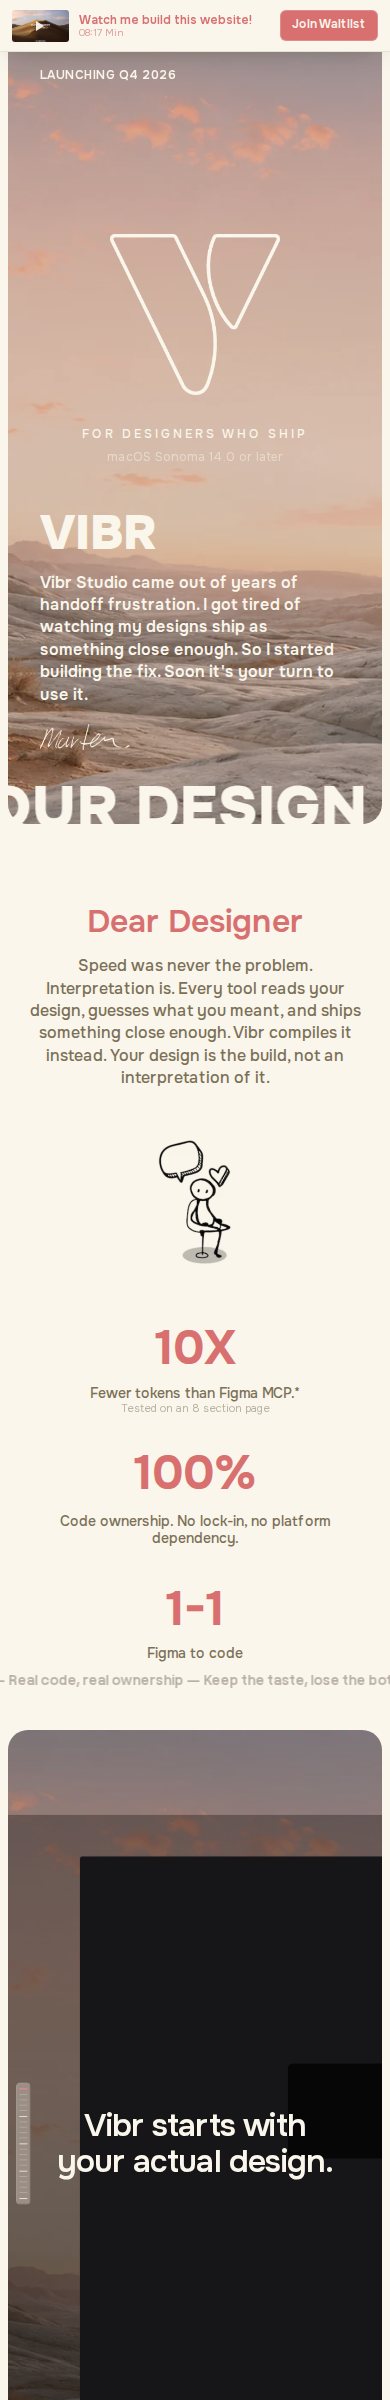 Watch me build this website!
08:17 Min
Join Waitlist
LAUNCHING Q4 2026
FOR DESIGNERS WHO SHIP
macOS Sonoma 14.0 or later
VIBR
Vibr Studio came out of years of
handoff frustration. I got tired of
watching my designs ship as
something close enough. So I started
building the fix. Soon it's your turn to
use it.
Marten.
OUR DESIGN
Dear Designer
Speed was never the problem.
Interpretation is. Every tool reads your
design, guesses what you meant, and ships
something close enough. Vibr compiles it
instead. Your design is the build, not an
interpretation of it.
10X
Fewer tokens than Figma MCP.*
Tested on an 8 section page
100%
Code ownership. No lock-in, no platform
dependency.
1-1
Figma to code
— Real code, real ownership — Keep the taste, lose the bot
Vibr starts with
your actual design.